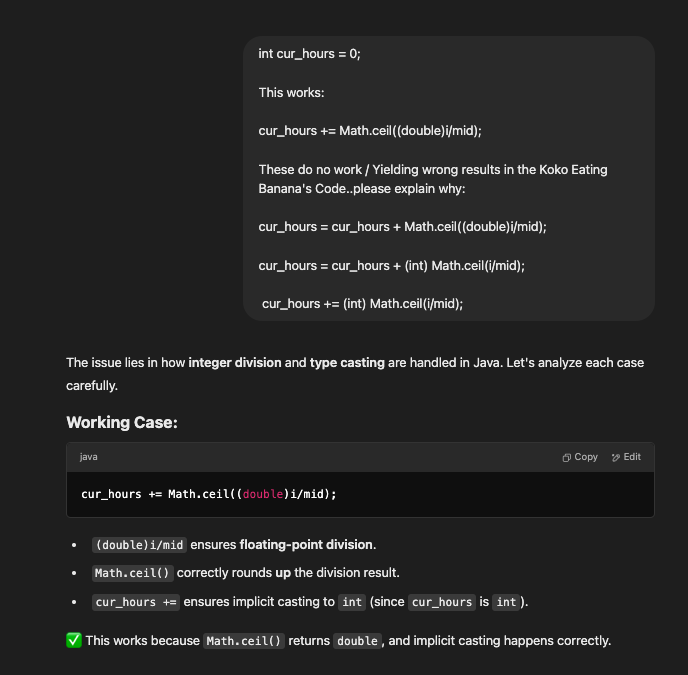 int cur_hours = 0;
This works:
cur_hours += Math.ceil((double)i/mid);
These do no work / Yielding wrong results in the Koko Eating
Banana's Code..please explain why:
cur_hours = cur_hours + Math.ceil((double)i/mid);
cur_hours = cur_hours + (int) Math.ceil(i/mid);
cur_hours += (int) Math.ceil(i/mid);
The issue lies in how integer division and type casting are handled in Java. Let's analyze each case
carefully.
Working Case:
java Copy Edit
cur_hours += Math.ceil((double)i/mid);
• (double)i/mid ensures floating-point division.
• Math.ceil() correctly rounds up the division result.
• cur_hours += ensures implicit casting to int (since cur_hours is int).
✅ This works because Math.ceil() returns double, and implicit casting happens correctly.